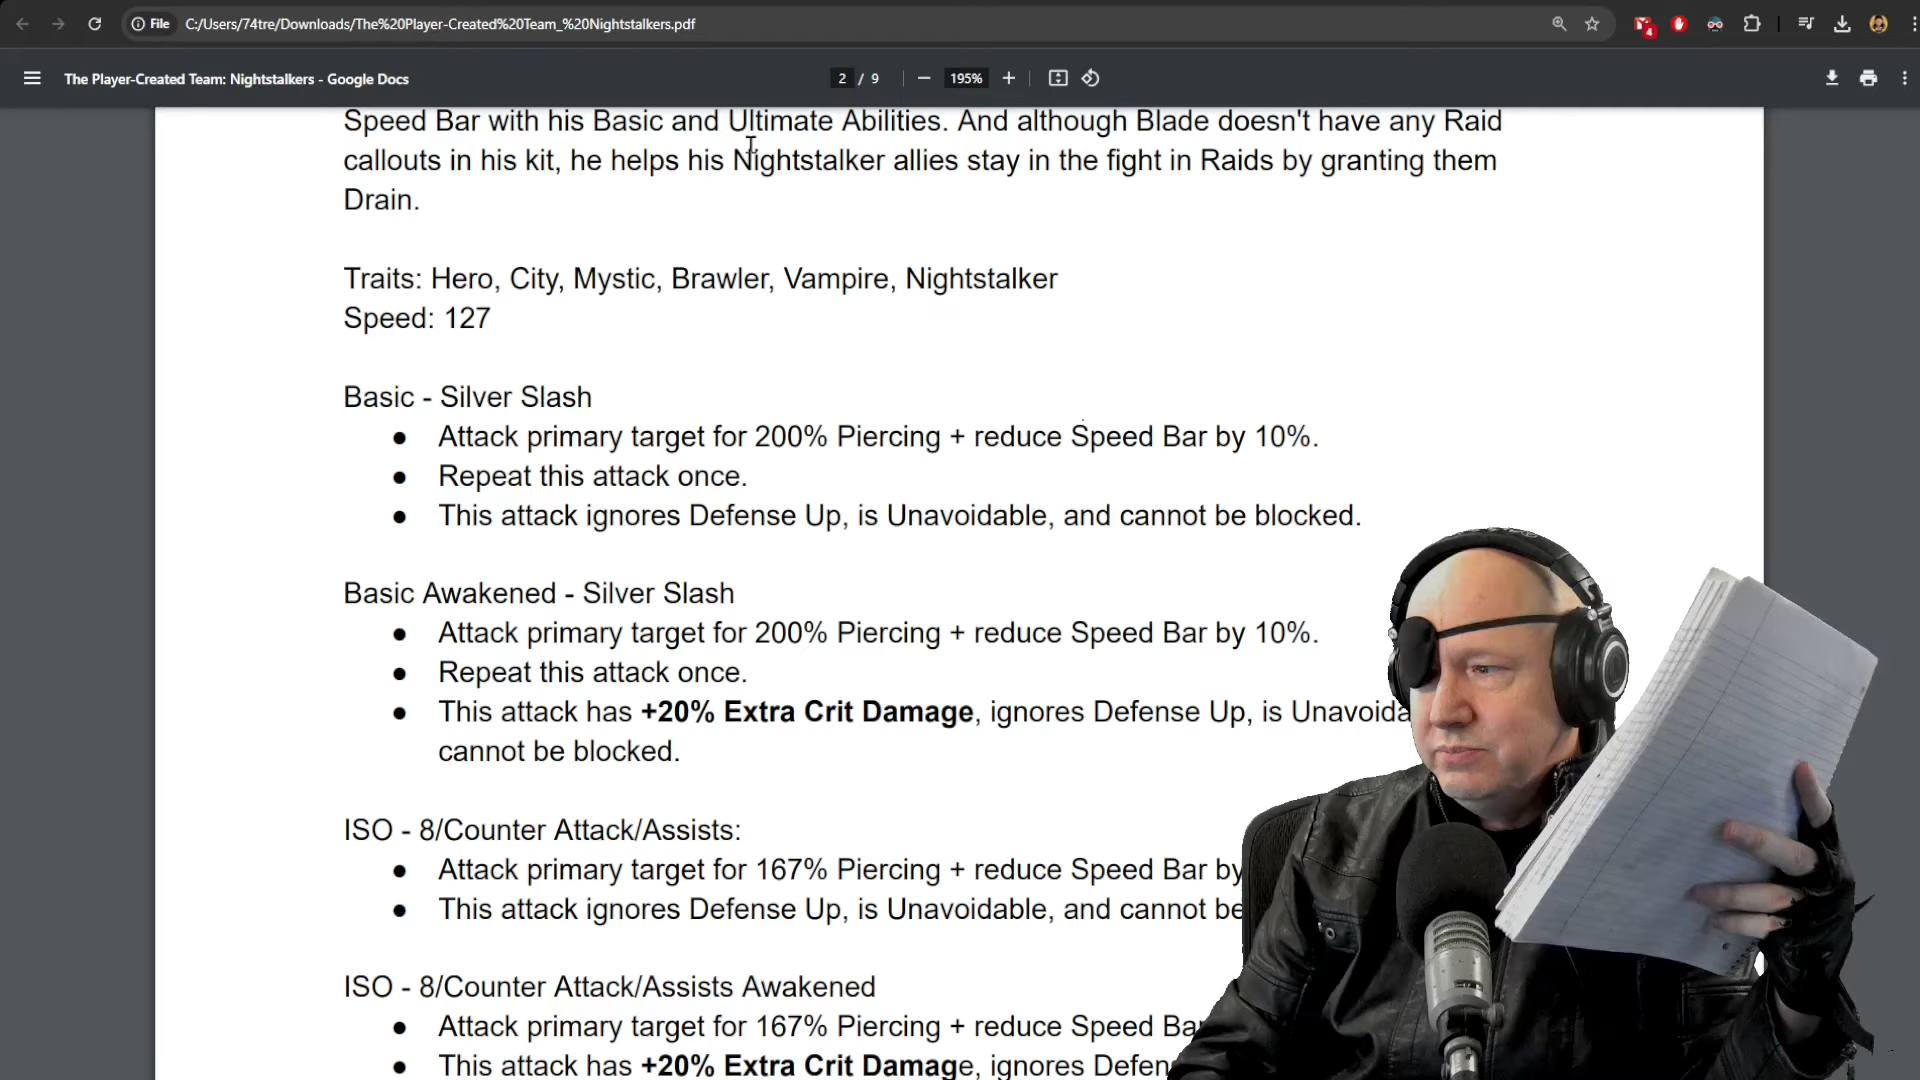 File C:/Users/74tre/Downloads/The%20Player-Created%20Team_%20Nightstalkers.pdf
4
The Player-Created Team: Nightstalkers - Google Docs
2 / 9
195%
Speed Bar with his Basic and Ultimate Abilities. And although Blade doesn't have any Raid
callouts in his kit, he helps his Nightstalker allies stay in the fight in Raids by granting them
Drain.
Traits: Hero, City, Mystic, Brawler, Vampire, Nightstalker
Speed: 127
Basic - Silver Slash
● Attack primary target for 200% Piercing + reduce Speed Bar by 10%.
● Repeat this attack once.
● This attack ignores Defense Up, is Unavoidable, and cannot be blocked.
Basic Awakened - Silver Slash
● Attack primary target for 200% Piercing + reduce Speed Bar by 10%.
● Repeat this attack once.
● This attack has +20% Extra Crit Damage, ignores Defense Up, is Unavoida
cannot be blocked.
ISO - 8/Counter Attack/Assists:
● Attack primary target for 167% Piercing + reduce Speed Bar by
● This attack ignores Defense Up, is Unavoidable, and cannot be
ISO - 8/Counter Attack/Assists Awakened
● Attack primary target for 167% Piercing + reduce Speed Bar
● This attack has +20% Extra Crit Damage, ignores Defen